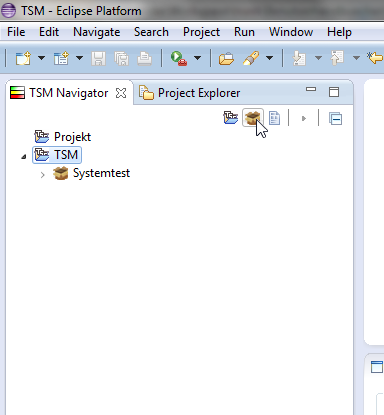 TSM - Eclipse Platform
File Edit Navigate Search Project Run Window Help
TSM Navigator Project Explorer
Projekt
TSM
Systemtest